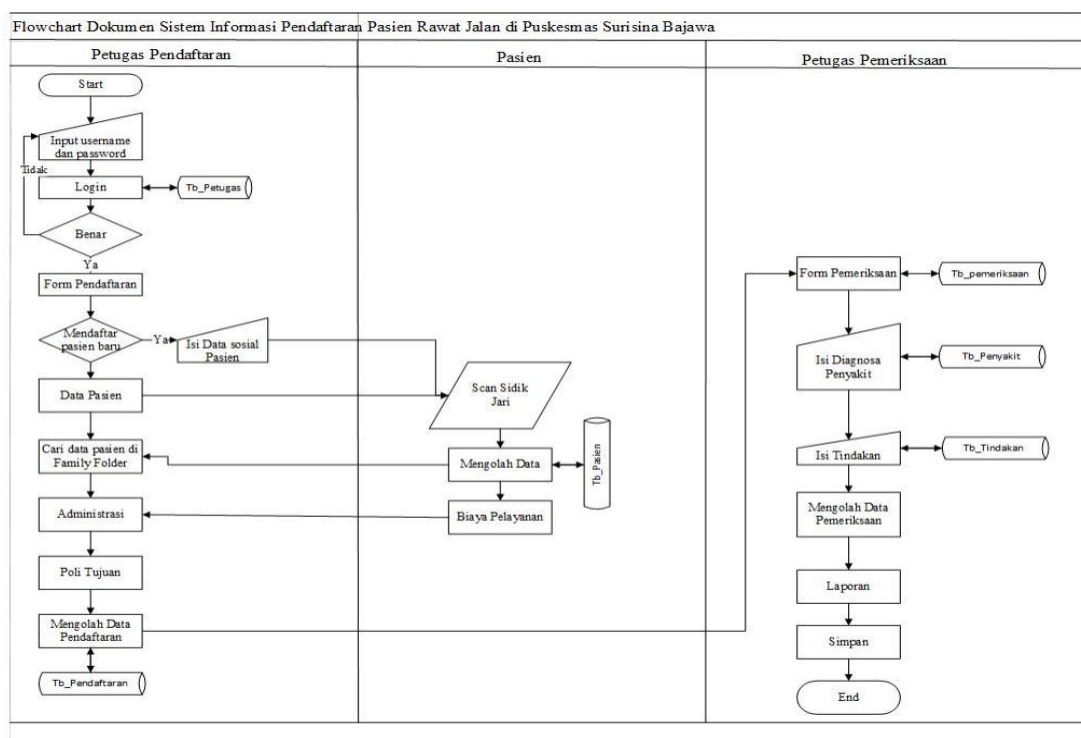 Flowchart Dokumen Sistem Informasi Pendaftaran Pasien Rawat Jalan di Puskesmas Surisina Bajawa
Petugas Pendaftaran
Start
Input username
dan password
Tidak
Login
Tb_Petugas
Benar
Ya
Form Pendaftaran
Mendaftar
pasien baru
Ya
Isi Data sosial
Pasien
Data Pasien
Cari data pasien di
Family Folder
Administrasi
Poli Tujuan
Mengolah Data
Pendaftaran
Tb_Pendaftaran
Pasien
Scan Sidik
Jari
Mengolah Data
Tb_Pasien
Biaya Pelayanan
Petugas Pemeriksaan
Form Pemeriksaan
Tb_pemeriksaan
Isi Diagnosa
Penyakit
Tb_Penyakit
Isi Tindakan
Tb_Tindakan
Mengolah Data
Pemeriksaan
Laporan
Simpan
End